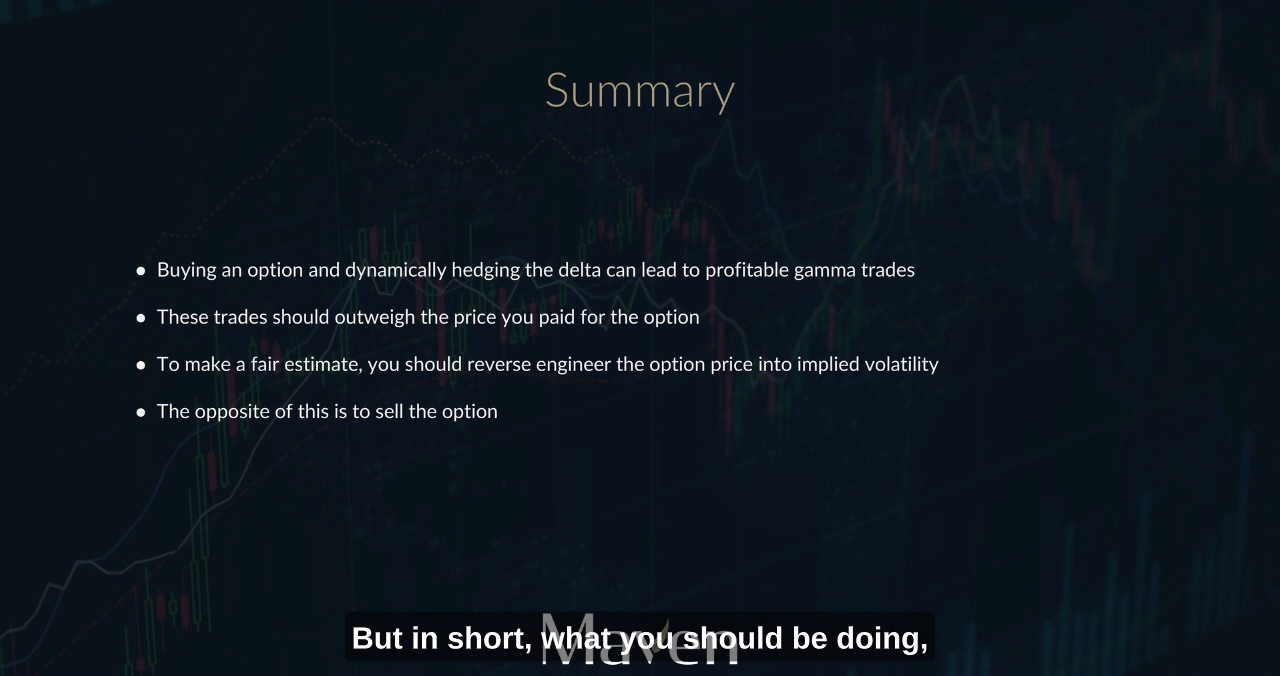 Summary
● Buying an option and dynamically hedging the delta can lead to profitable gamma trades
● These trades should outweigh the price you paid for the option
● To make a fair estimate, you should reverse engineer the option price into implied volatility
● The opposite of this is to sell the option
Maven
But in short, what you should be doing,